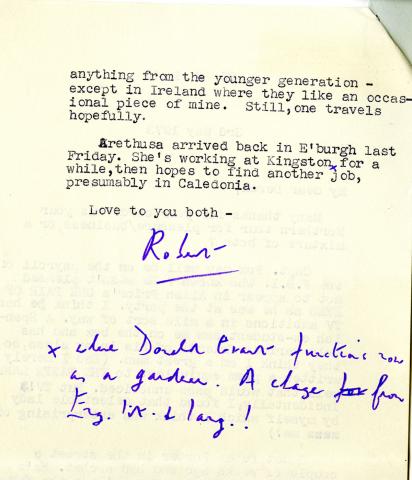 anything from the younger generation -
except in Ireland where they like an occas-
ional piece of mine. Still,one travels
hopefully.
Arethusa arrived back in E'burgh last
Friday. She's working at Kingston x for a
while,then hopes to find another job,
presumably in Caledonia.
Love to you both -
Robert
x where Donald Grant functions now
as a gardener. A change from
Eng. lit. & lang.!